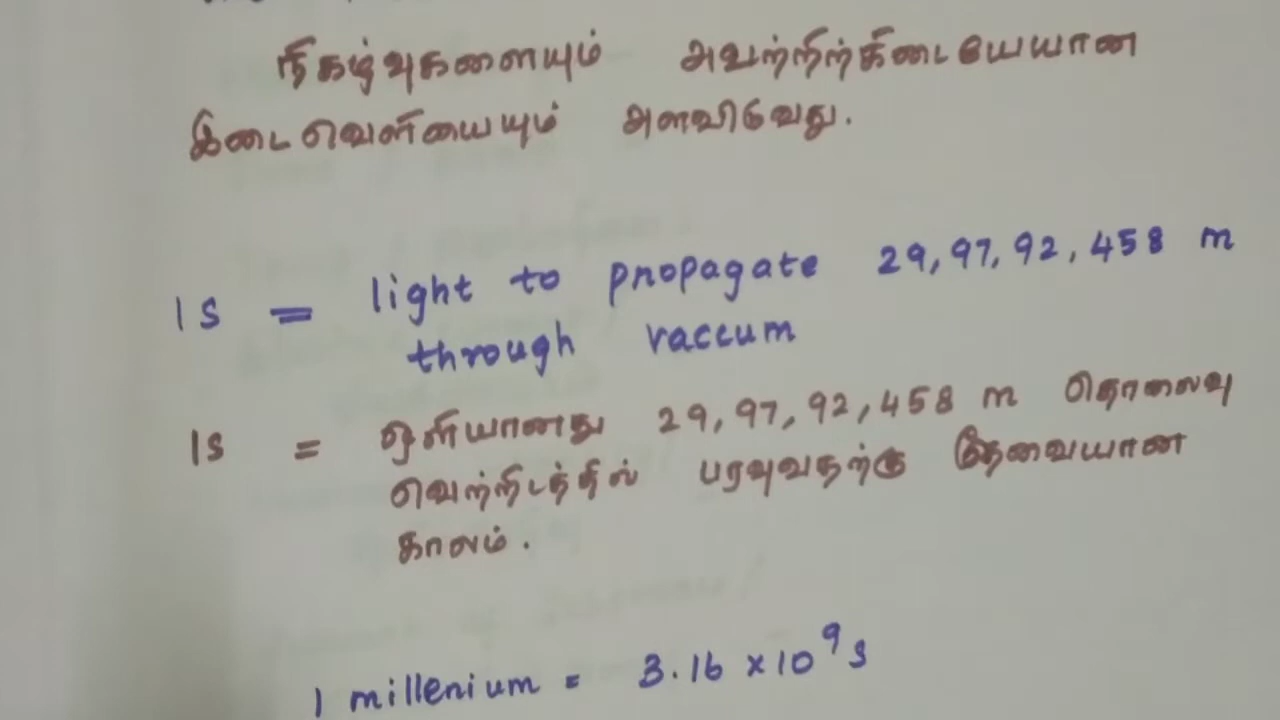 நிகழ்வுகளையும் அவற்றிற்கிடையேயான
இடைவெளியையும் அளவிடுவது.
1S = light to propagate 29,97,92,458 m
through vaccum
1s = ஒளியானது 29,97,92,458 m தொலைவு
வெற்றிடத்தில் பரவுவதற்கு தேவையான
காலம்.
1 millenium = 3.16 ×10⁹s